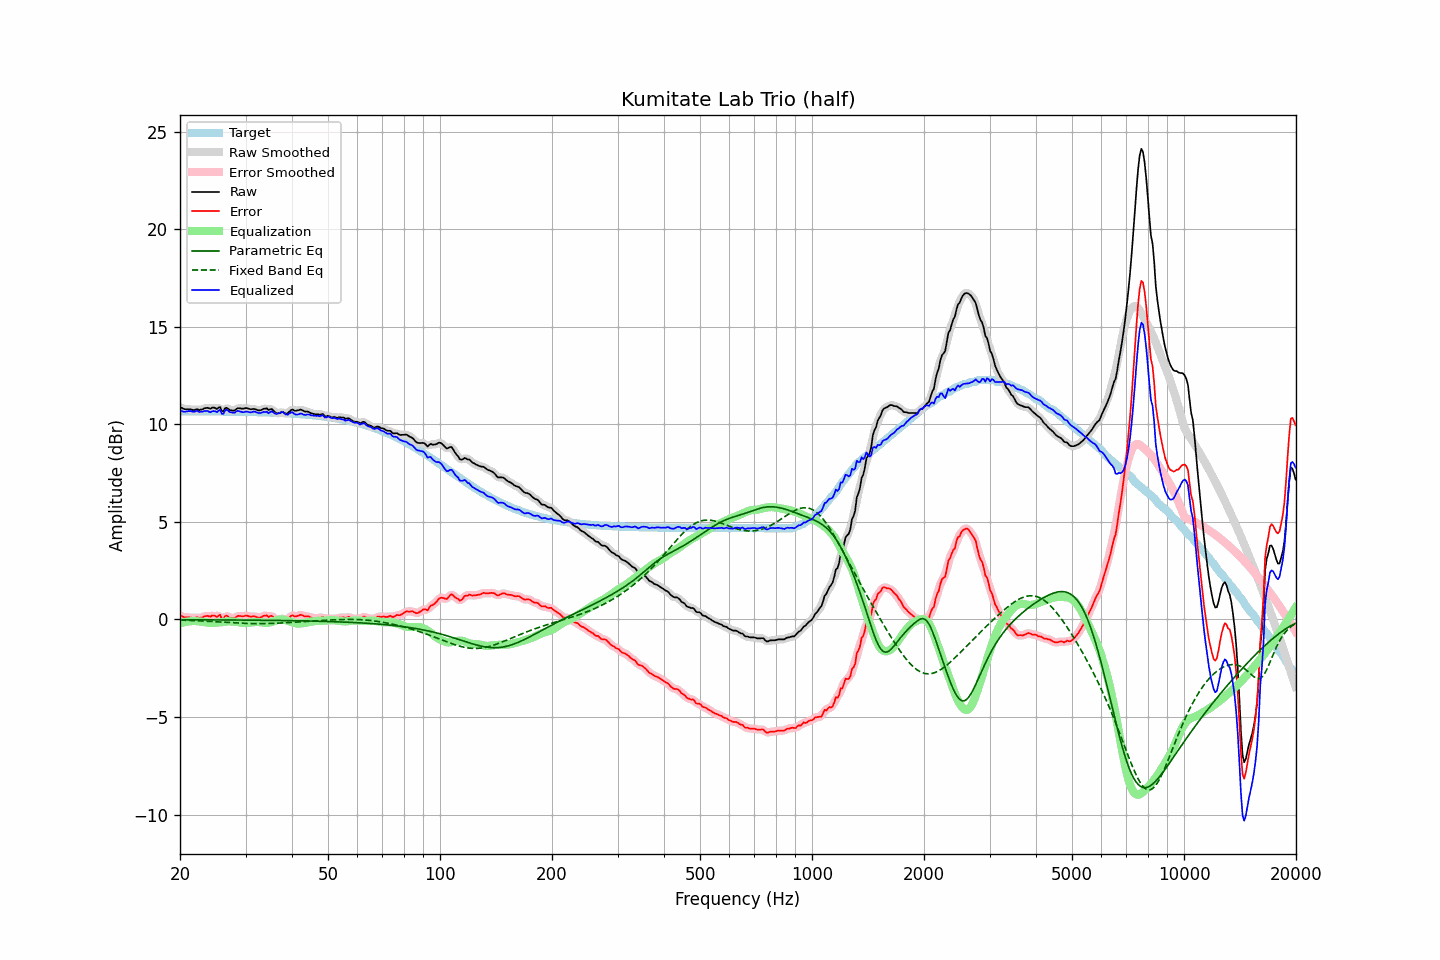 Kumitate Lab Trio (half)
25
20
15
10
5
0
−5
−10
Amplitude (dBr)
Target
Raw Smoothed
Error Smoothed
Raw
Error
Equalization
Parametric Eq
Fixed Band Eq
Equalized
20 50 100 200 500 1000 2000 5000 10000 20000
Frequency (Hz)